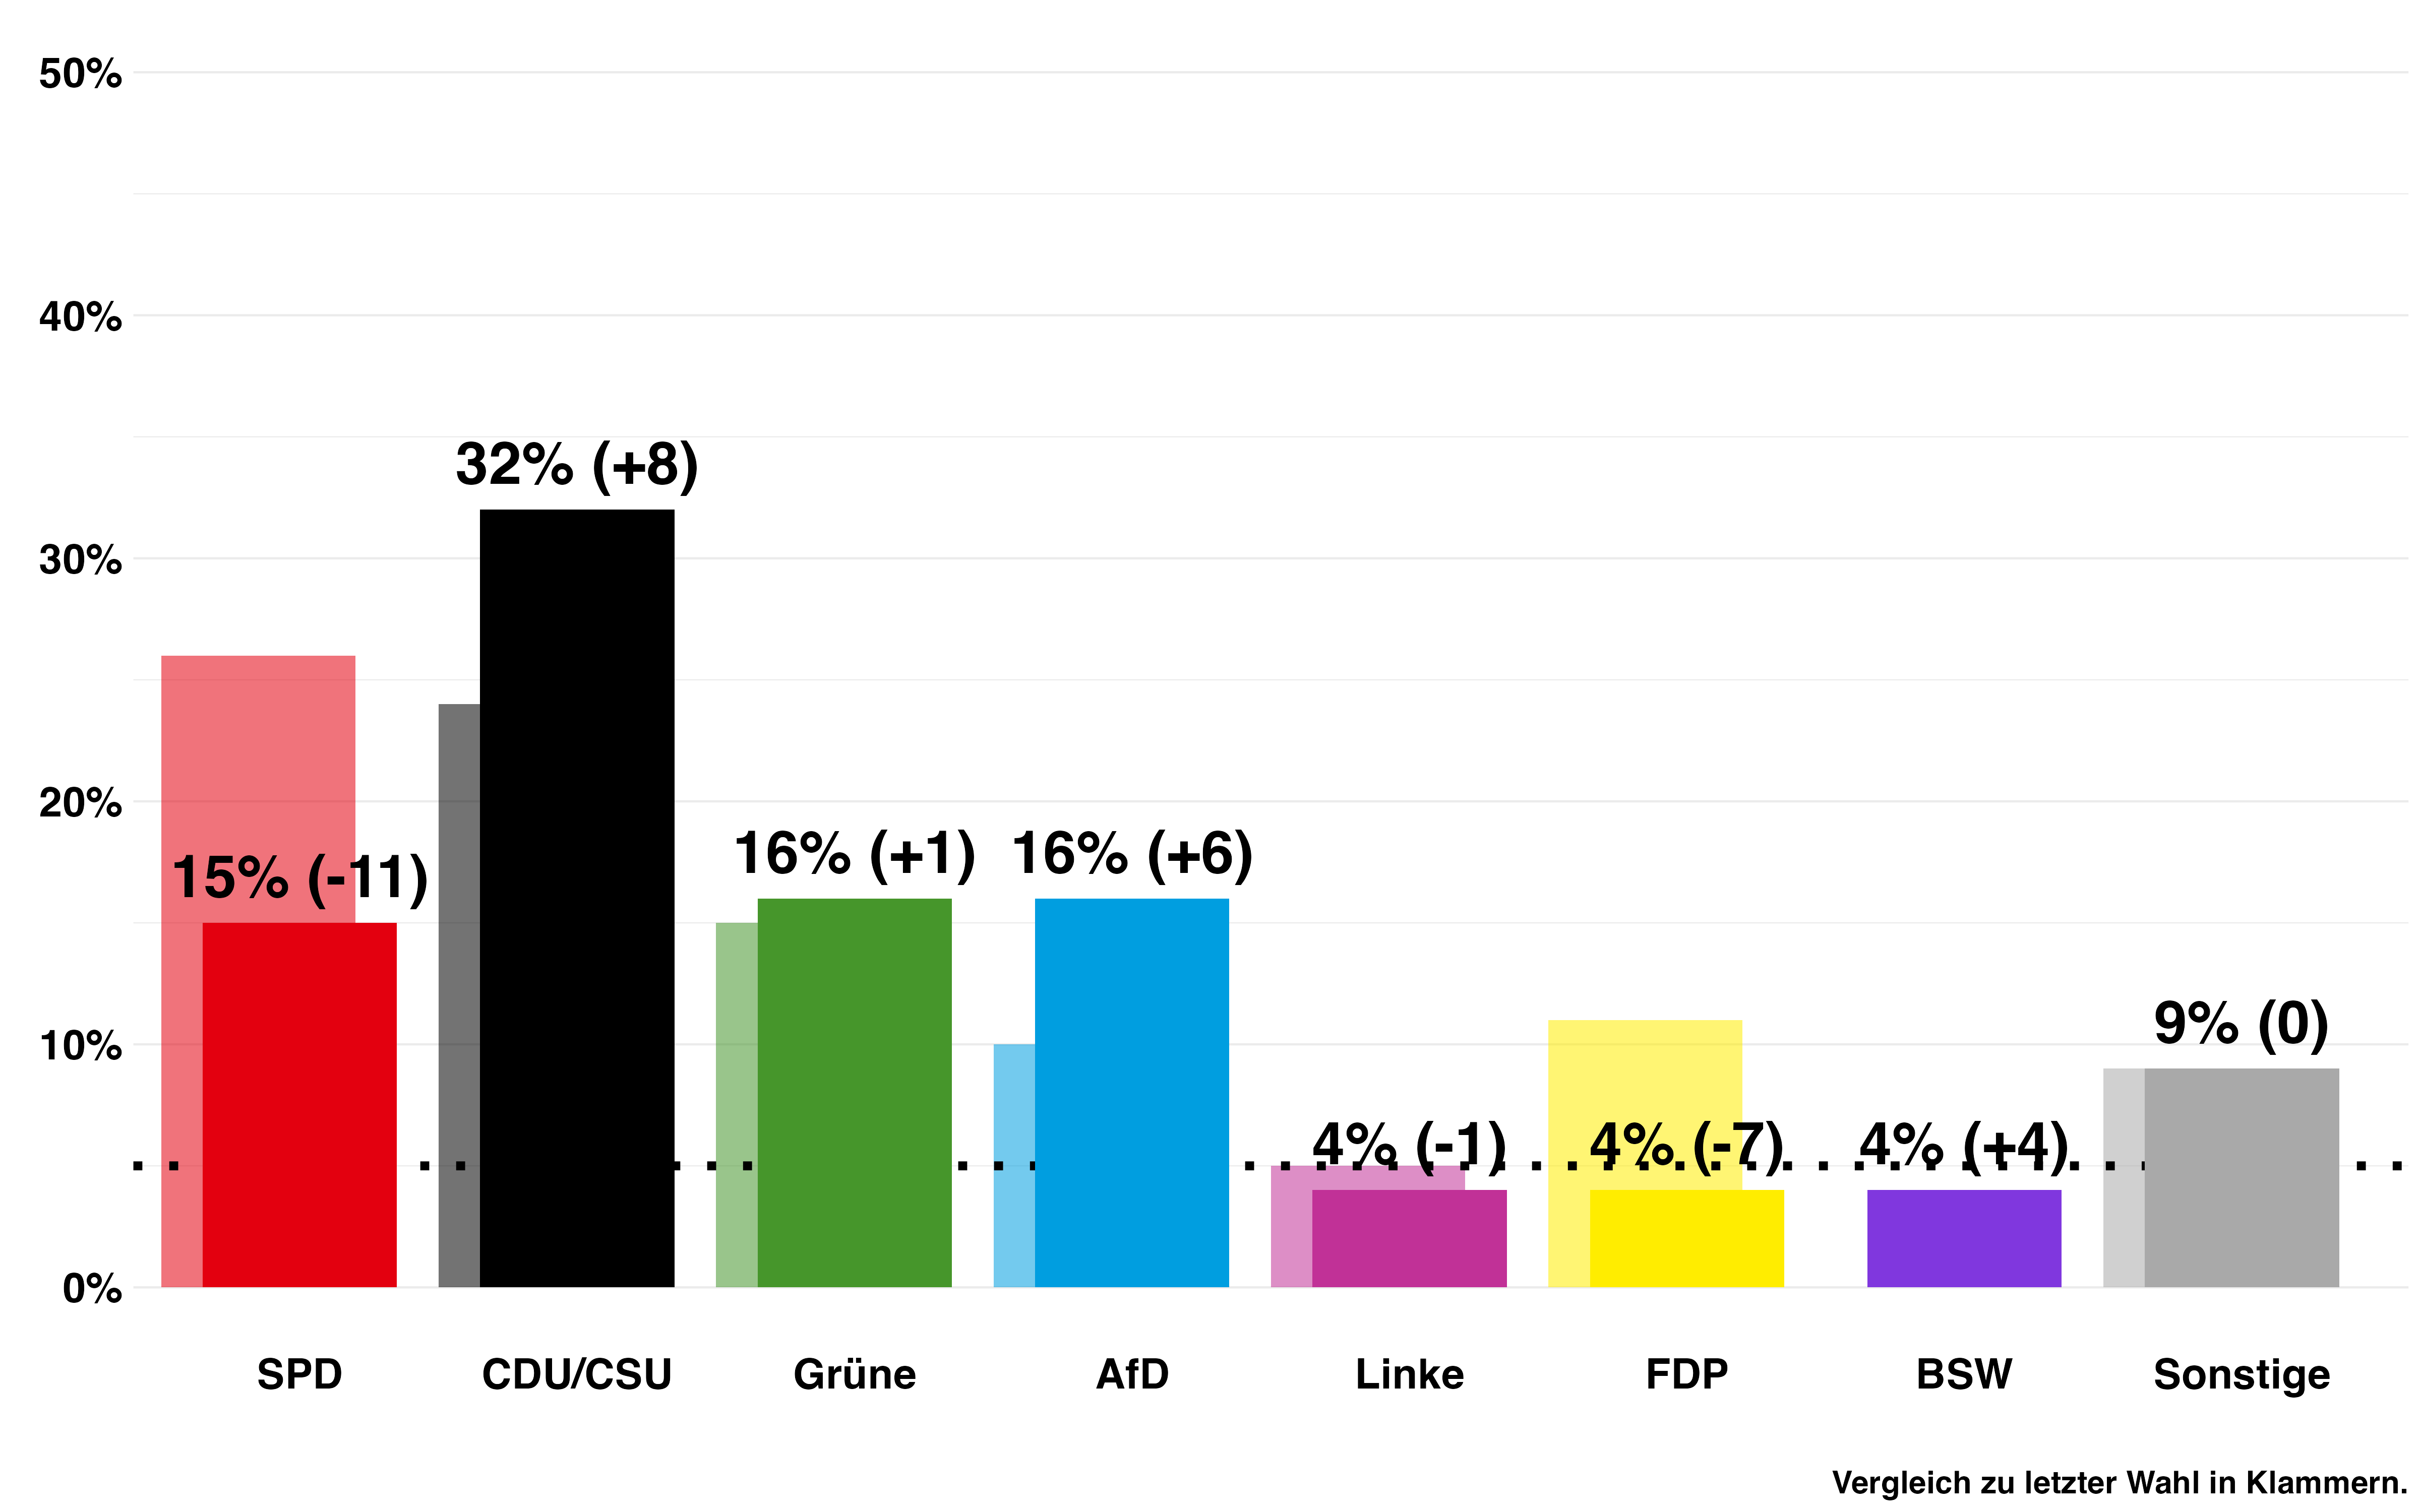 50%
40%
30%
20%
10%
0%
32% (+8)
15% (-11)
16% (+1)
16% (+6)
4% (-1)
4% (-7)
4% (+4)
9% (0)
SPD
CDU/CSU
Grüne
AfD
Linke
FDP
BSW
Sonstige
Vergleich zu letzter Wahl in Klammern.